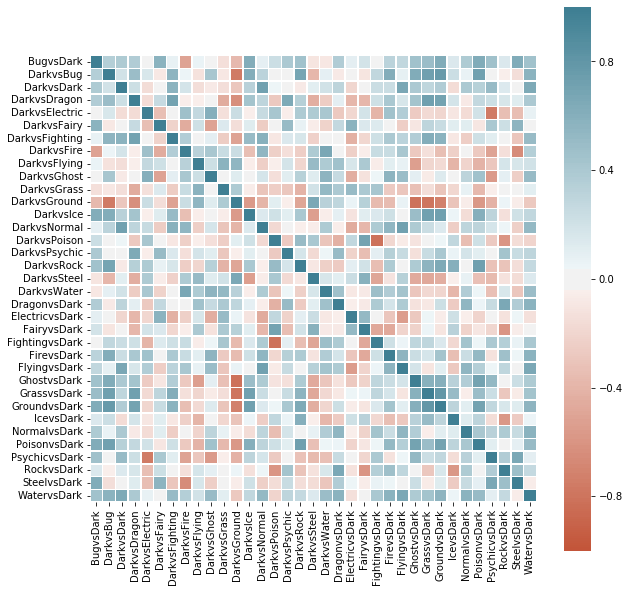 BugvsDark
DarkvsBug
DarkvsDark
DarkvsDragon
DarkvsElectric
DarkvsFairy
DarkvsFighting
DarkvsFire
DarkvsFlying
DarkvsGhost
DarkvsGrass
DarkvsGround
DarkvsIce
DarkvsNormal
DarkvsPoison
DarkvsPsychic
DarkvsRock
DarkvsSteel
DarkvsWater
DragonvsDark
ElectricvsDark
FairyvsDark
FightingvsDark
FirevsDark
FlyingvsDark
GhostvsDark
GrassvsDark
GroundvsDark
IcevsDark
NormalvsDark
PoisonvsDark
PsychicvsDark
RockvsDark
SteelvsDark
WatervsDark
BugvsDark
DarkvsBug
DarkvsDark
DarkvsDragon
DarkvsElectric
DarkvsFairy
DarkvsFighting
DarkvsFire
DarkvsFlying
DarkvsGhost
DarkvsGrass
DarkvsGround
DarkvsIce
DarkvsNormal
DarkvsPoison
DarkvsPsychic
DarkvsRock
DarkvsSteel
DarkvsWater
DragonvsDark
ElectricvsDark
FairyvsDark
FightingvsDark
FirevsDark
FlyingvsDark
GhostvsDark
GrassvsDark
GroundvsDark
IcevsDark
NormalvsDark
PoisonvsDark
PsychicvsDark
RockvsDark
SteelvsDark
WatervsDark
0.8
0.4
0.0
−0.4
−0.8